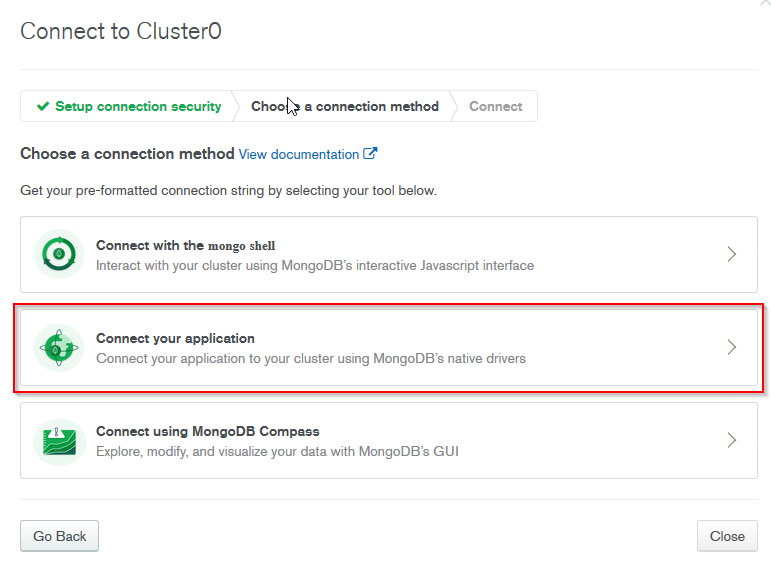 Connect to Cluster0
Setup connection security
Choose a connection method
Connect
Choose a connection method View documentation
Get your pre-formatted connection string by selecting your tool below.
Connect with the mongo shell
Interact with your cluster using MongoDB's interactive Javascript interface
Connect your application
Connect your application to your cluster using MongoDB's native drivers
Connect using MongoDB Compass
Explore, modify, and visualize your data with MongoDB's GUI
Go Back
Close